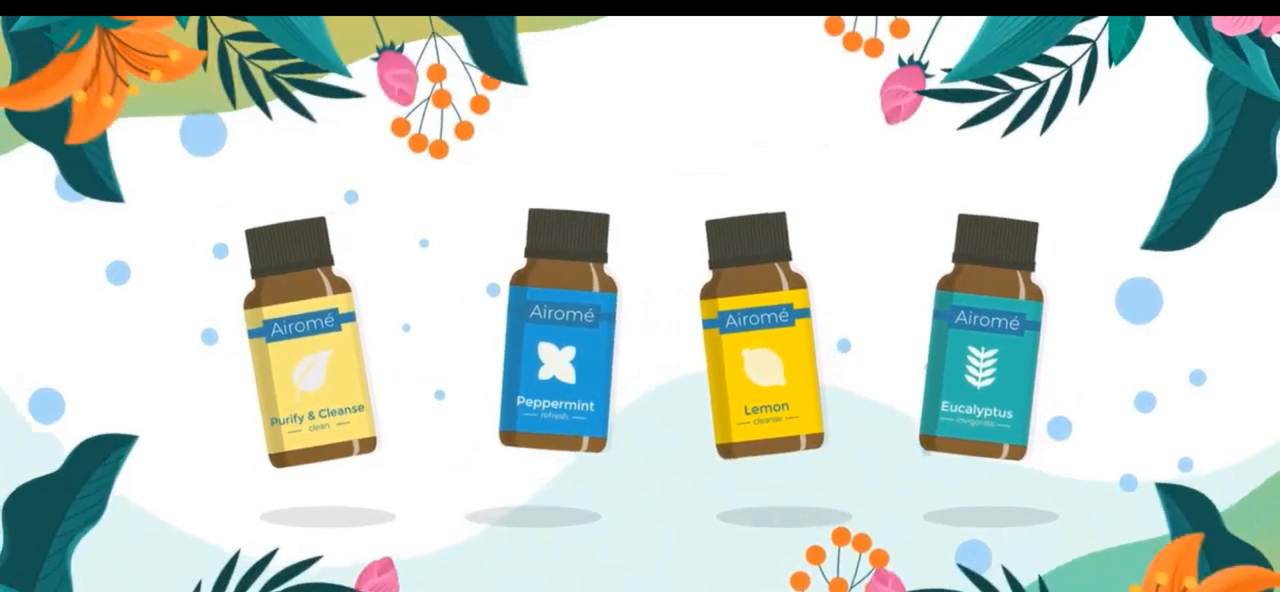 Airomé
Purify & Cleanse
clean
Airomé
Peppermint
refresh
Airomé
Lemon
cleanse
Airomé
Eucalyptus
invigorate